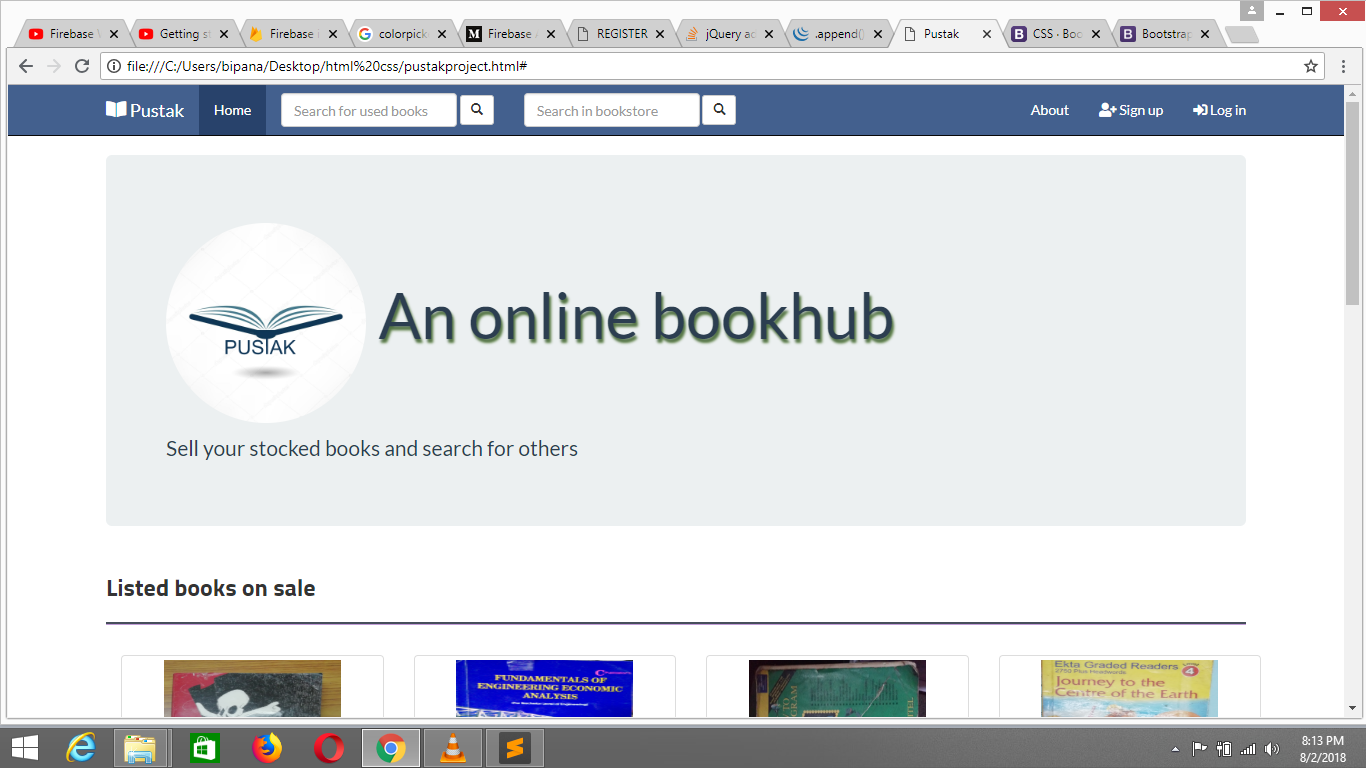 Firebase
Getting s
Firebase
colorpick
Firebase
REGISTER
jQuery ac
.append()
Pustak
CSS · Boo
Bootstrap
file:///C:/Users/bipana/Desktop/html%20css/pustakproject.html#
Pustak
Home
Search for used books
Search in bookstore
About
Sign up
Log in
PUSTAK
An online bookhub
Sell your stocked books and search for others
Listed books on sale
FUNDAMENTALS OF
ENGINEERING ECONOMIC
ANALYSIS
Ekta Graded Readers 4
Journey to the
Centre of the Earth
8:13 PM
8/2/2018